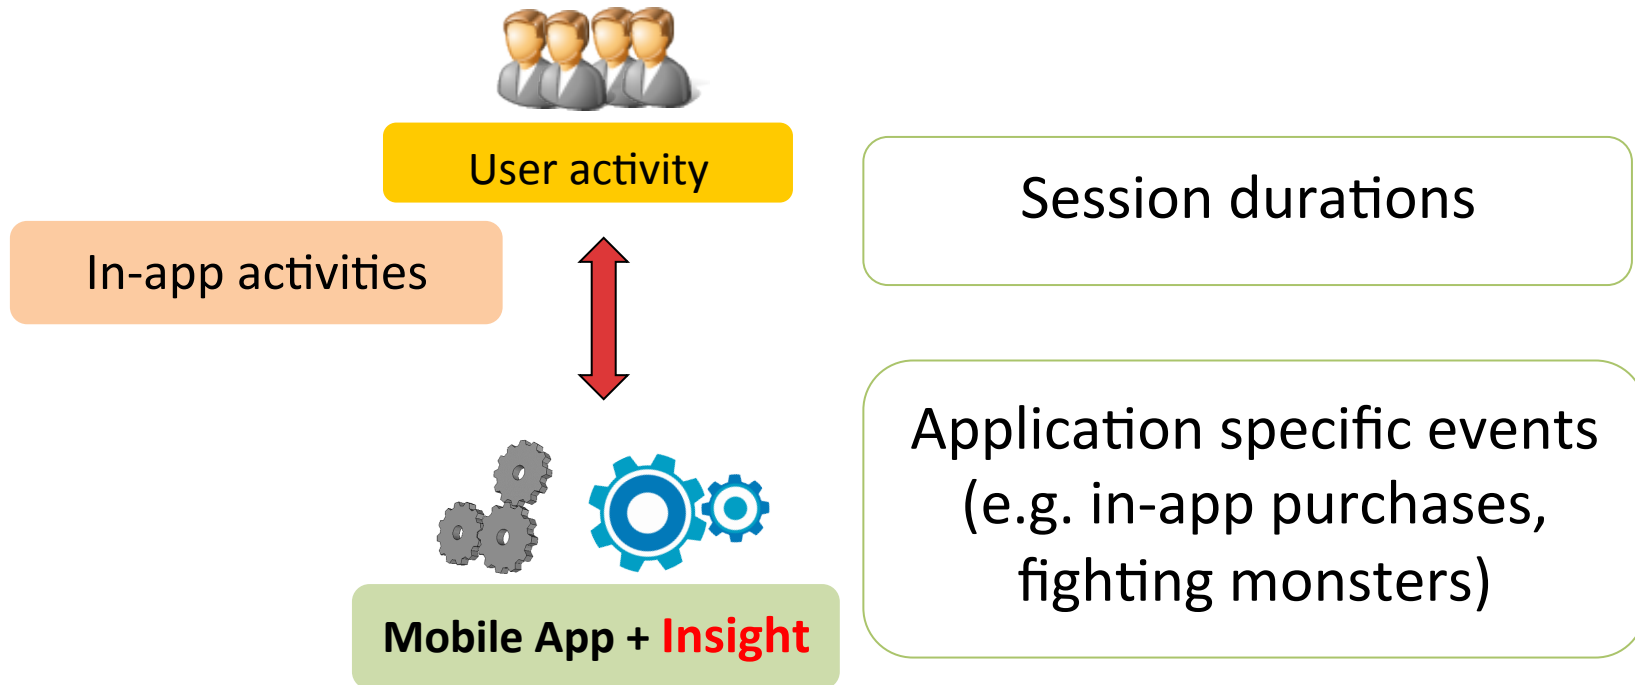 User activity
In-app activities
Mobile App + Insight
Session durations
Application specific events
(e.g. in-app purchases,
fighting monsters)